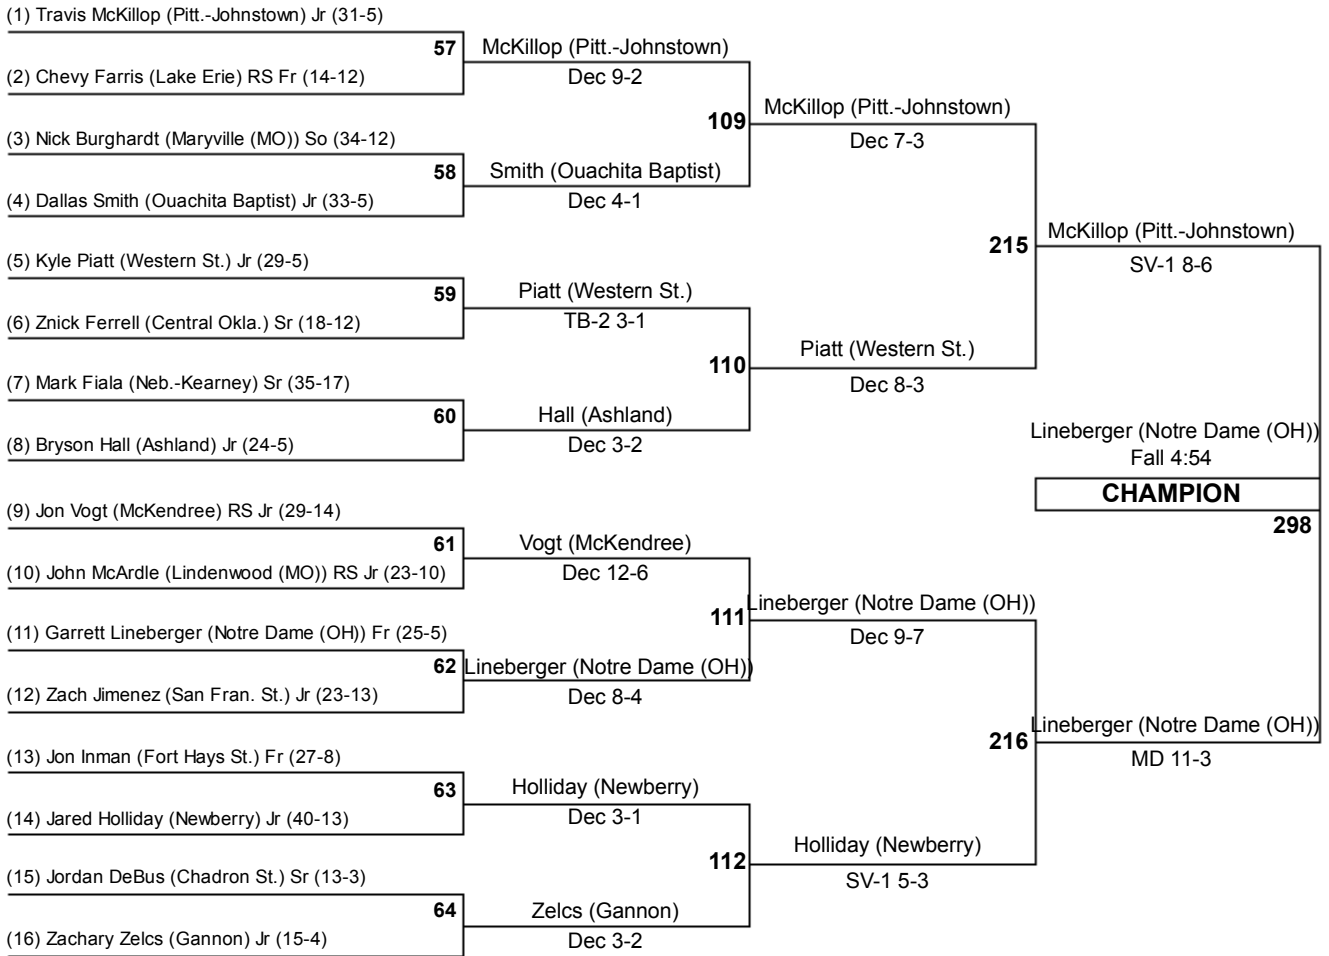 (1) Travis McKillop (Pitt.-Johnstown) Jr (31-5)
57
McKillop (Pitt.-Johnstown)
Dec 9-2
(2) Chevy Farris (Lake Erie) RS Fr (14-12)
109
McKillop (Pitt.-Johnstown)
Dec 7-3
(3) Nick Burghardt (Maryville (MO)) So (34-12)
58
Smith (Ouachita Baptist)
Dec 4-1
(4) Dallas Smith (Ouachita Baptist) Jr (33-5)
215
McKillop (Pitt.-Johnstown)
SV-1 8-6
(5) Kyle Piatt (Western St.) Jr (29-5)
59
Piatt (Western St.)
TB-2 3-1
(6) Znick Ferrell (Central Okla.) Sr (18-12)
110
Piatt (Western St.)
Dec 8-3
(7) Mark Fiala (Neb.-Kearney) Sr (35-17)
60
Hall (Ashland)
Dec 3-2
(8) Bryson Hall (Ashland) Jr (24-5)
Lineberger (Notre Dame (OH))
Fall 4:54
CHAMPION
298
(9) Jon Vogt (McKendree) RS Jr (29-14)
61
Vogt (McKendree)
Dec 12-6
(10) John McArdle (Lindenwood (MO)) RS Jr (23-10)
111
Lineberger (Notre Dame (OH))
Dec 9-7
(11) Garrett Lineberger (Notre Dame (OH)) Fr (25-5)
62
Lineberger (Notre Dame (OH))
Dec 8-4
(12) Zach Jimenez (San Fran. St.) Jr (23-13)
216
Lineberger (Notre Dame (OH))
MD 11-3
(13) Jon Inman (Fort Hays St.) Fr (27-8)
63
Holliday (Newberry)
Dec 3-1
(14) Jared Holliday (Newberry) Jr (40-13)
112
Holliday (Newberry)
SV-1 5-3
(15) Jordan DeBus (Chadron St.) Sr (13-3)
64
Zelcs (Gannon)
Dec 3-2
(16) Zachary Zelcs (Gannon) Jr (15-4)